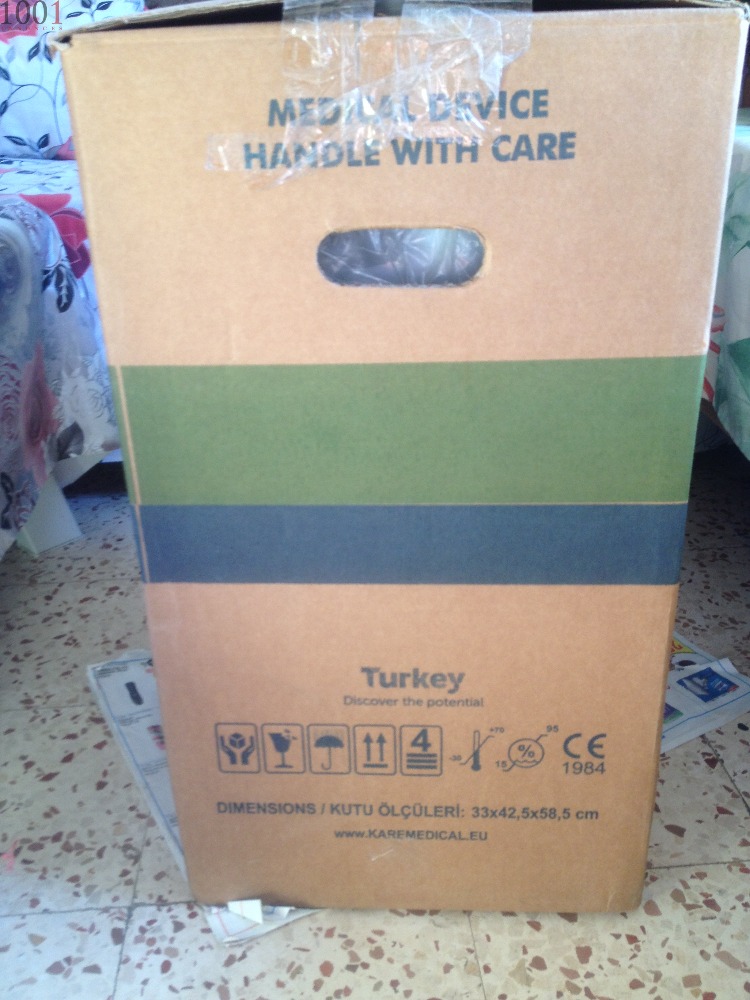 1001
MEDICAL DEVICE
HANDLE WITH CARE
Turkey
Discover the potential
4
-30 +70
15 % 95
CE
1984
DIMENSIONS / KUTU ÖLÇÜLERİ: 33x42,5x58,5 cm
www.KAREMEDICAL.EU